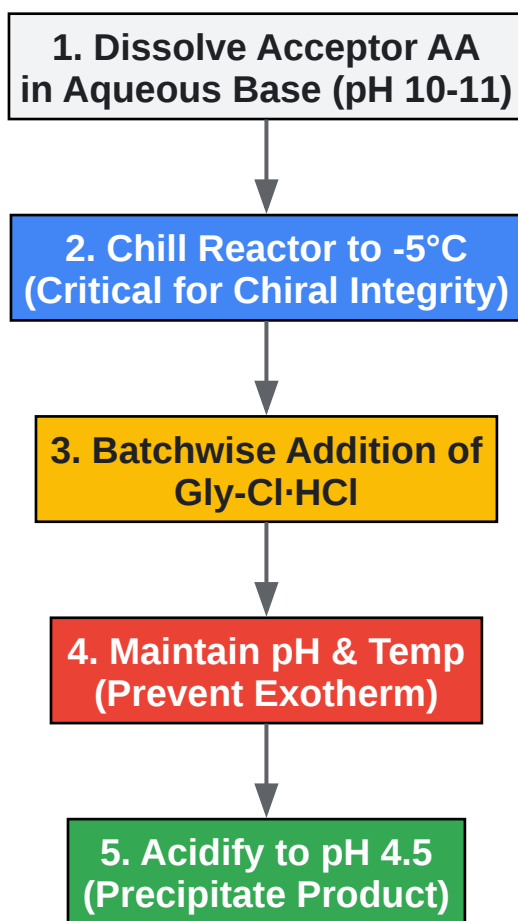 1. Dissolve Acceptor AA
in Aqueous Base (pH 10-11)
2. Chill Reactor to -5°C
(Critical for Chiral Integrity)
3. Batchwise Addition of
Gly-Cl·HCl
4. Maintain pH & Temp
(Prevent Exotherm)
5. Acidify to pH 4.5
(Precipitate Product)